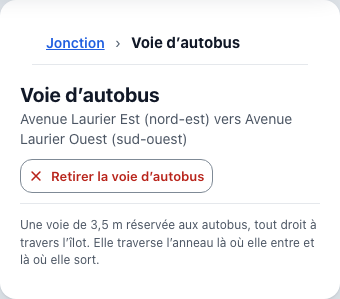 Jonction › Voie d’autobus
Voie d’autobus
Avenue Laurier Est (nord-est) vers Avenue
Laurier Ouest (sud-ouest)
✕ Retirer la voie d’autobus
Une voie de 3,5 m réservée aux autobus, tout droit à
travers l’îlot. Elle traverse l’anneau là où elle entre et
là où elle sort.